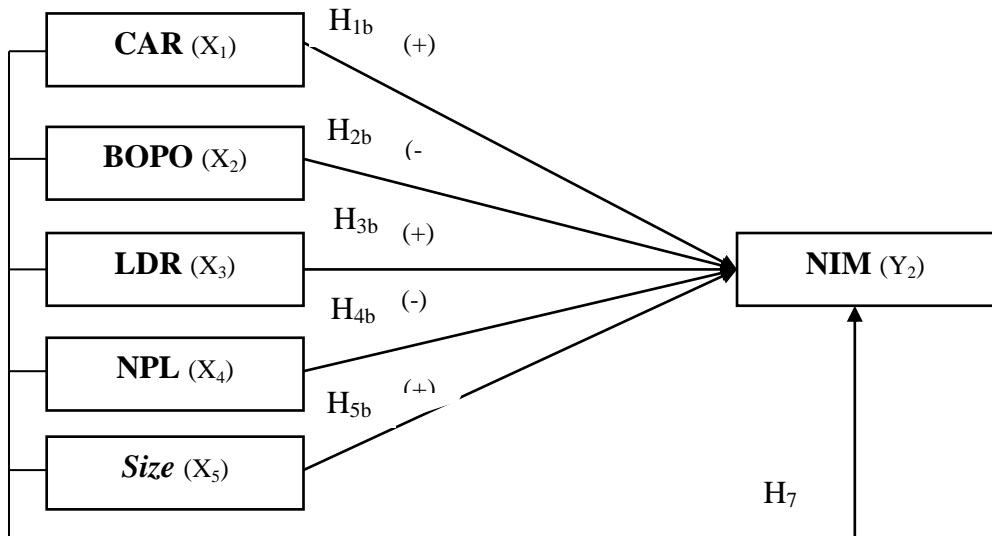 H₁b (+)
CAR (X₁)
H₂b (-
BOPO (X₂)
H₃b (+)
LDR (X₃)
NIM (Y₂)
H₄b (-)
NPL (X₄)
H₅b (+)
Size (X₅)
H₇